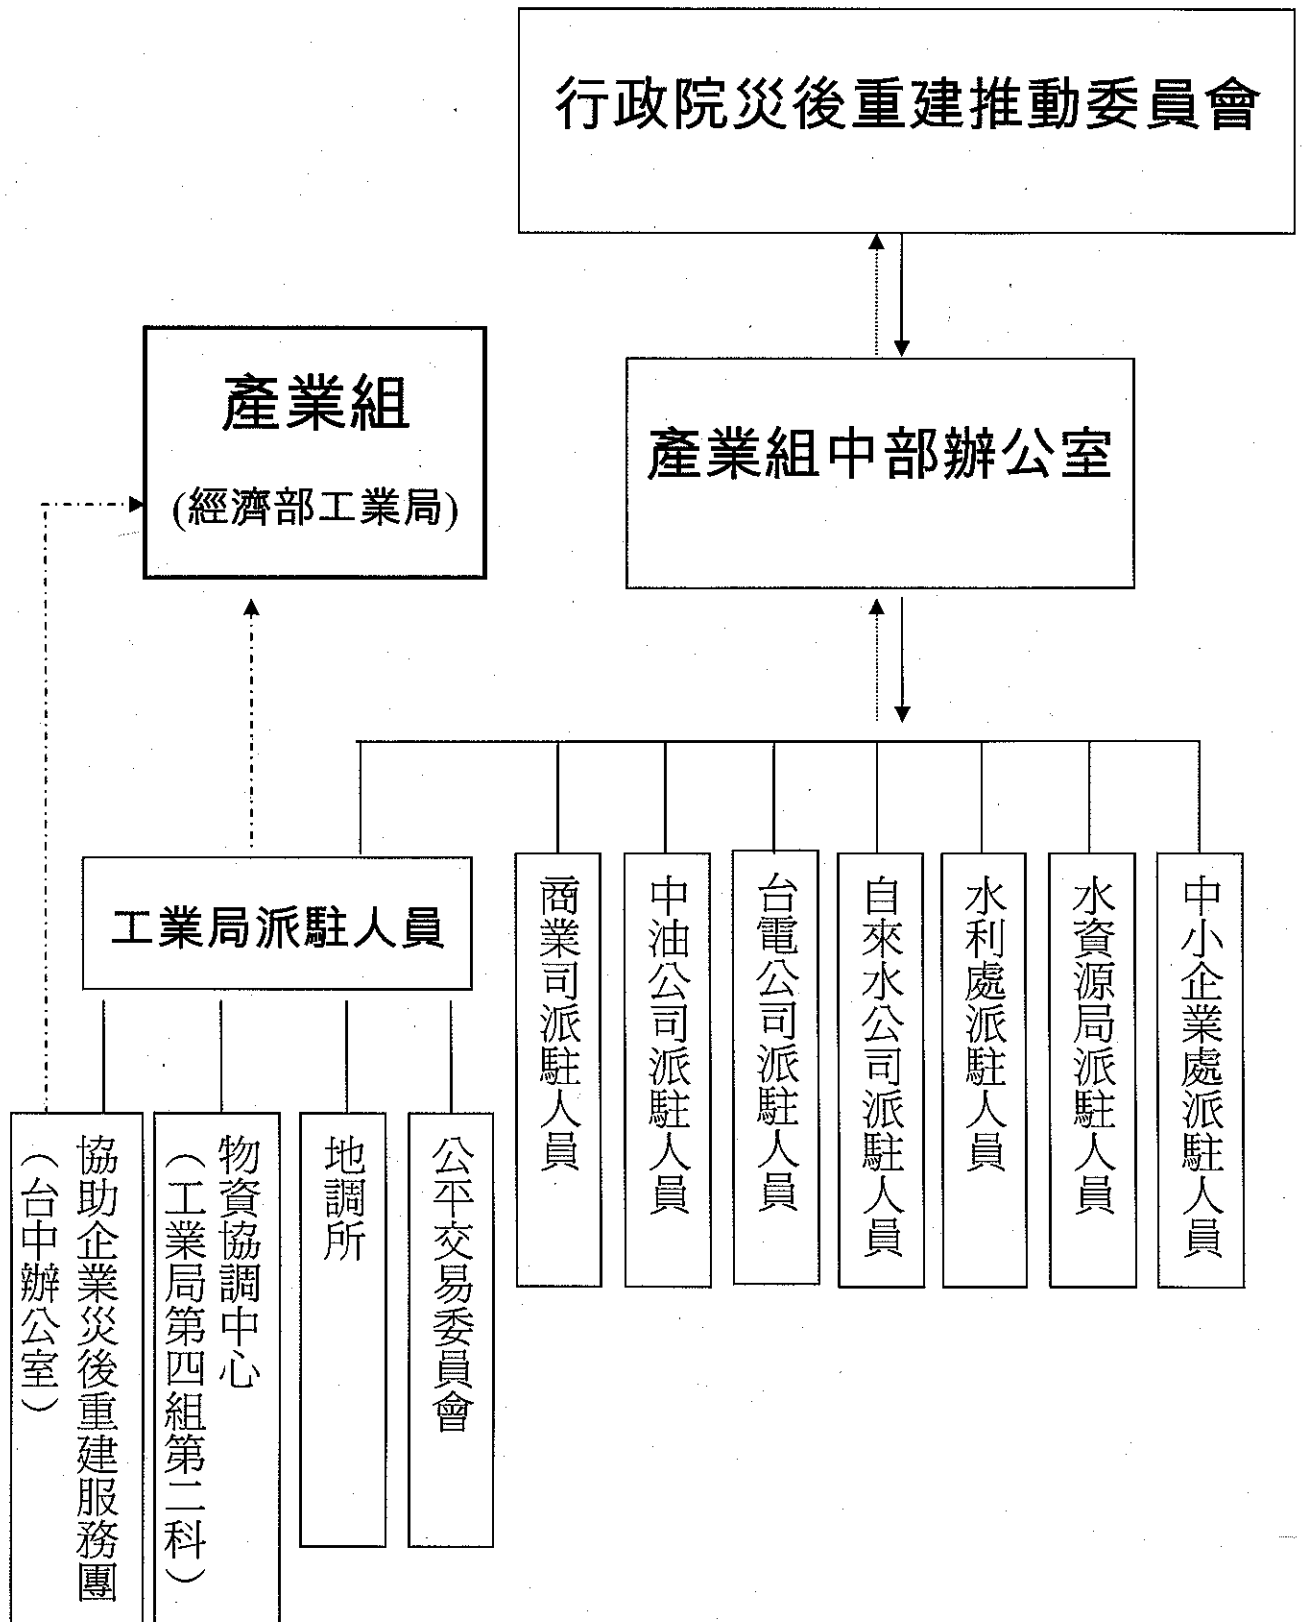 行政院災後重建推動委員會
產業組
(經濟部工業局)
產業組中部辦公室
工業局派駐人員
商業司派駐人員
中油公司派駐人員
台電公司派駐人員
自來水公司派駐人員
水利處派駐人員
水資源局派駐人員
中小企業處派駐人員
協助企業災後重建服務團
（台中辦公室）
物資協調中心
（工業局第四組第二科）
地調所
公平交易委員會